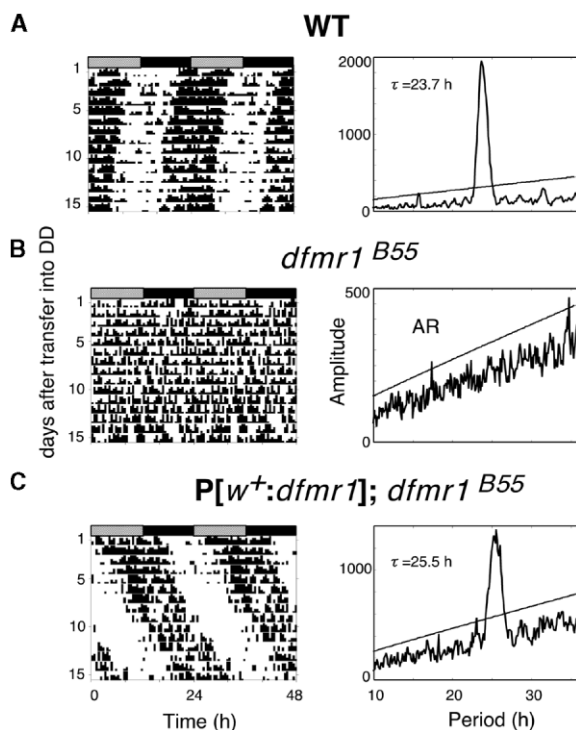 A
WT
1
5
10
15
τ =23.7 h
2000
1000
0
B
dfmr1 B55
days after transfer into DD
1
5
10
15
Amplitude
AR
500
0
C
P[w+:dfmr1]; dfmr1 B55
1
5
10
15
0 24 48
Time (h)
τ =25.5 h
1000
0
10 20 30
Period (h)